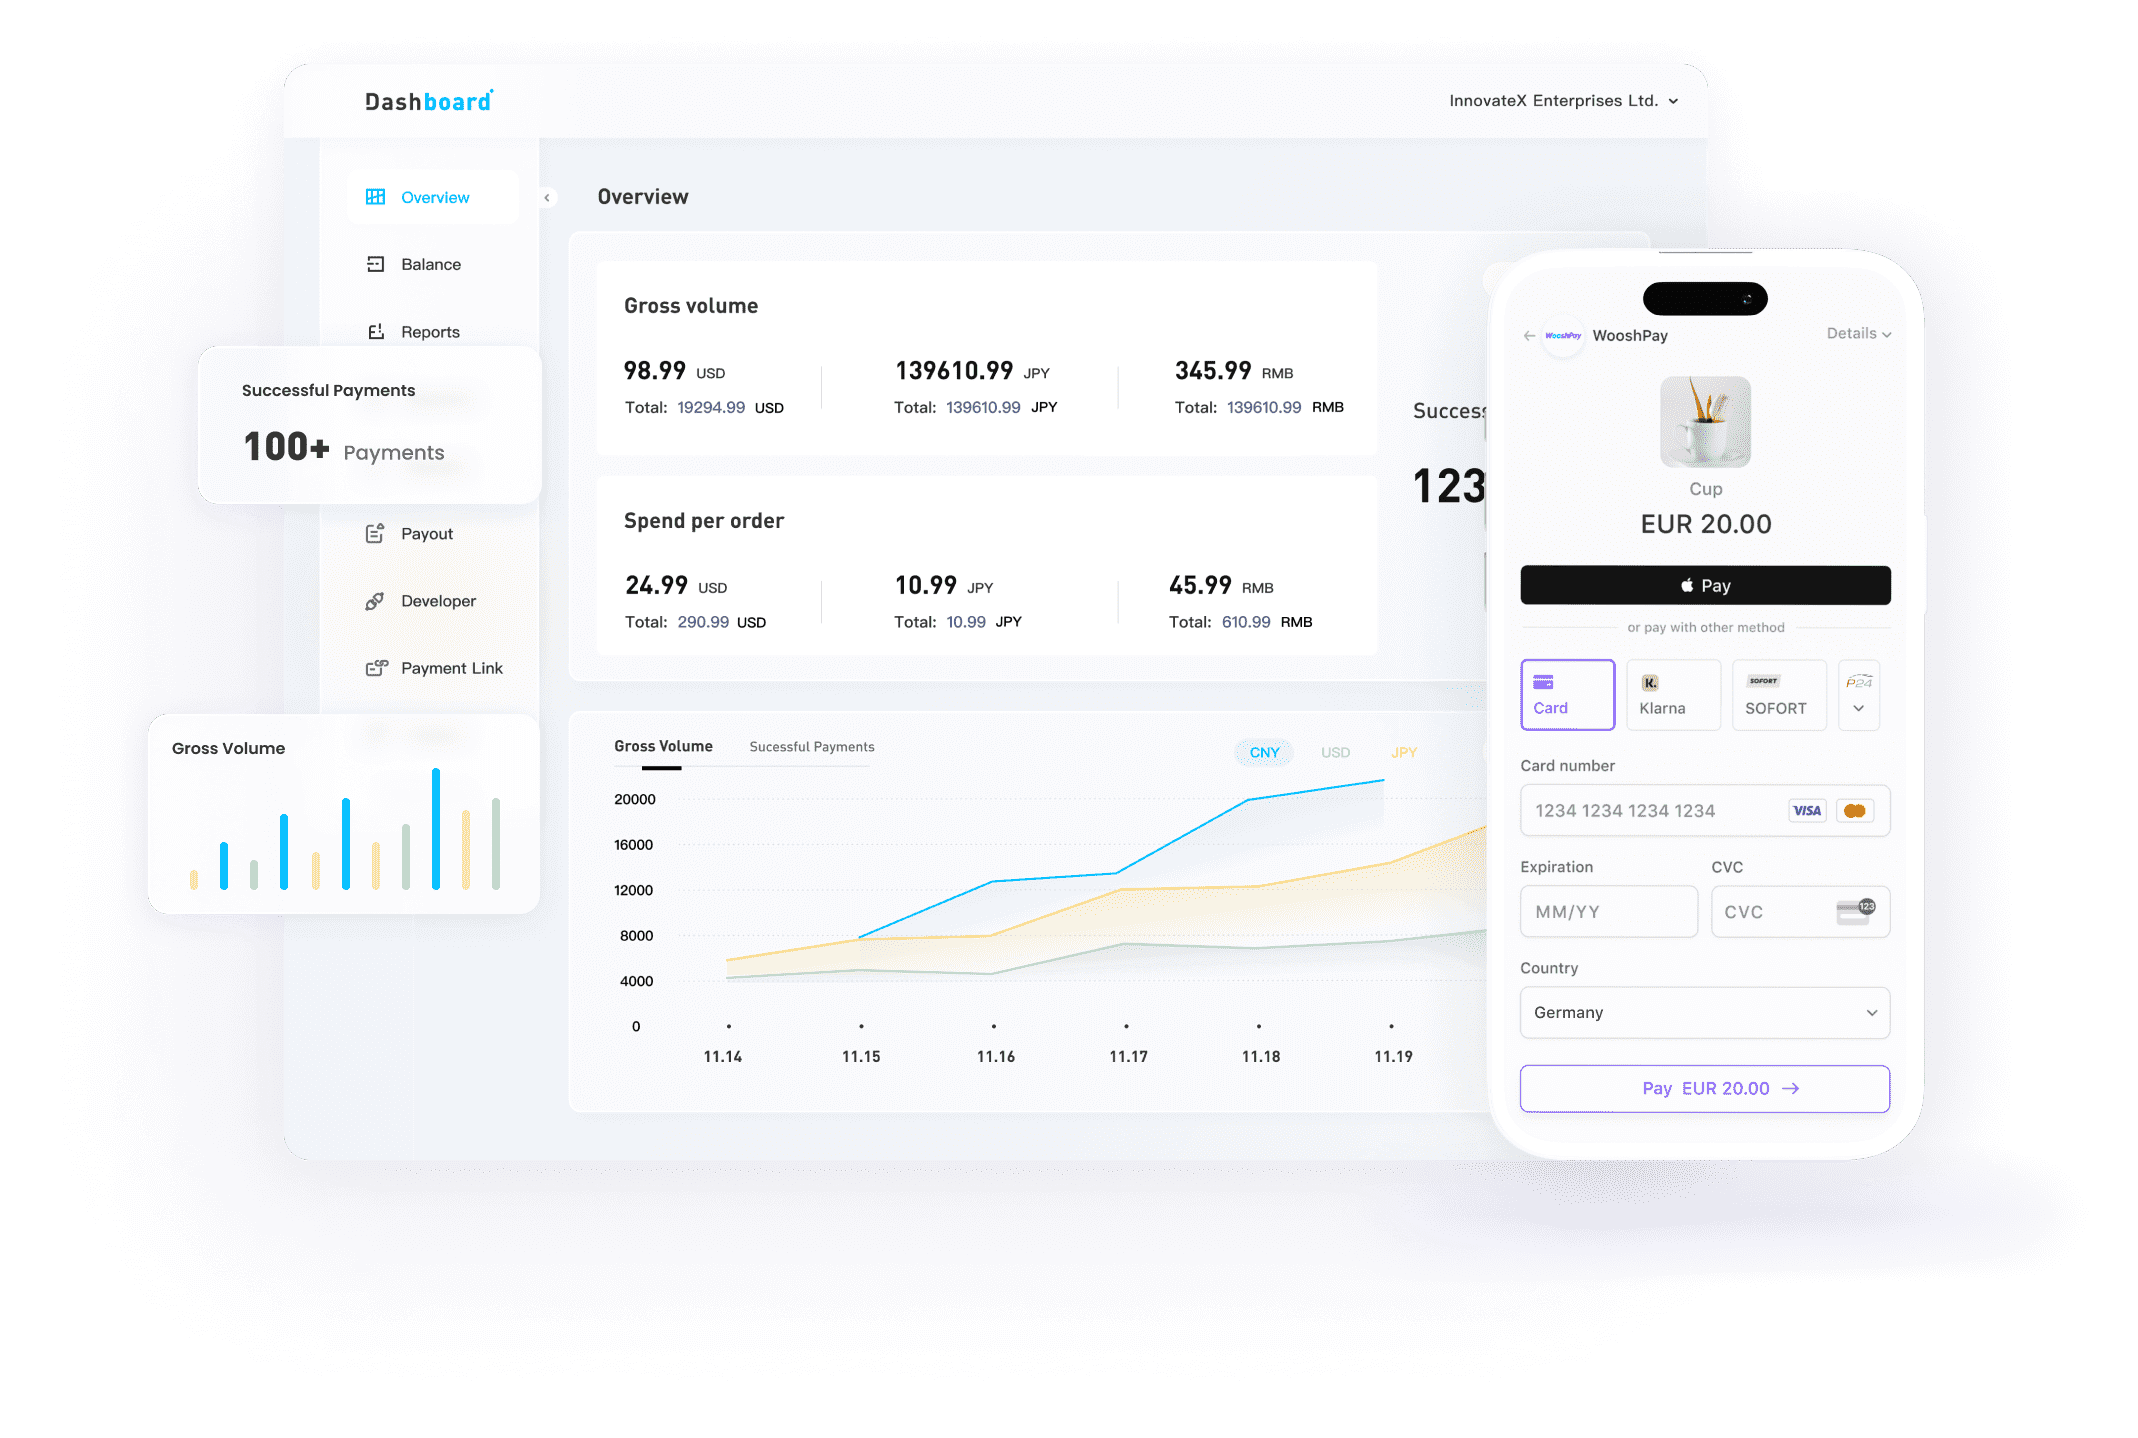 Dashboard
InnovateX Enterprises Ltd.
Overview
Balance
Reports
Successful Payments
100+ Payments
Payout
Developer
Payment Link
Gross Volume
Overview
Gross volume
98.99 USD
Total: 19294.99 USD
139610.99 JPY
Total: 139610.99 JPY
345.99 RMB
Total: 139610.99 RMB
Spend per order
24.99 USD
Total: 290.99 USD
10.99 JPY
Total: 10.99 JPY
45.99 RMB
Total: 610.99 RMB
Success
123
Gross Volume
Sucessful Payments
CNY
USD
JPY
20000
16000
12000
8000
4000
0
11.14
11.15
11.16
11.17
11.18
11.19
WooshPay
WooshPay
Details
Cup
EUR 20.00
Pay
or pay with other method
Card
K.
Klarna
SOFORT
SOFORT
P24
Card number
1234 1234 1234 1234
VISA
Expiration
CVC
MM/YY
CVC
123
Country
Germany
Pay EUR 20.00 →